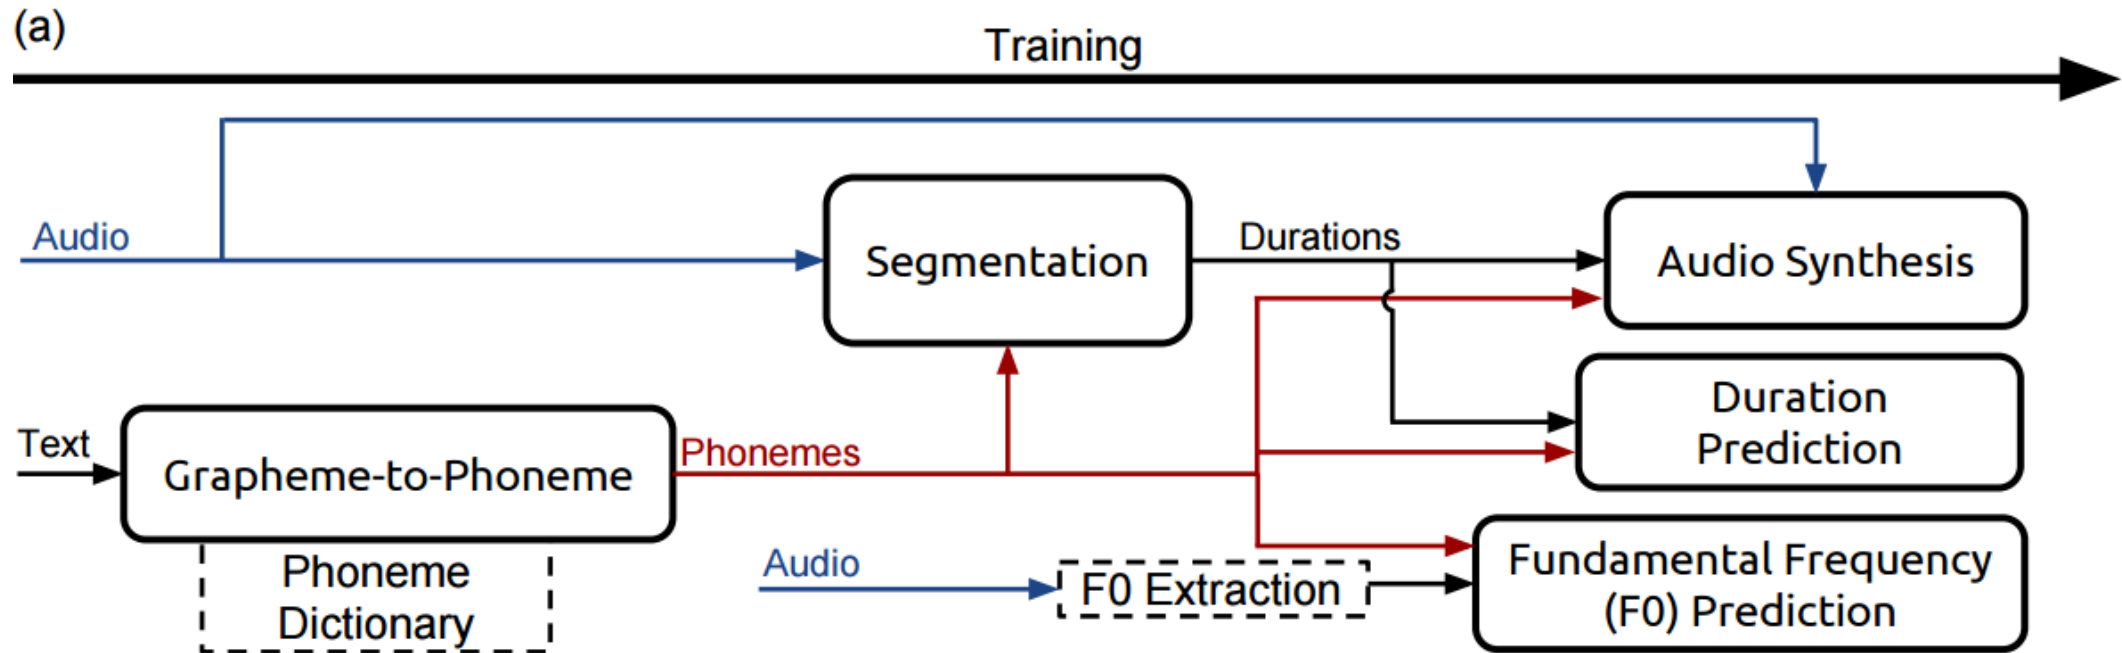 (a)
Training
Audio
Segmentation
Durations
Audio Synthesis
Text
Grapheme-to-Phoneme
Phonemes
Duration
Prediction
Phoneme
Dictionary
Audio
F0 Extraction
Fundamental Frequency
(F0) Prediction